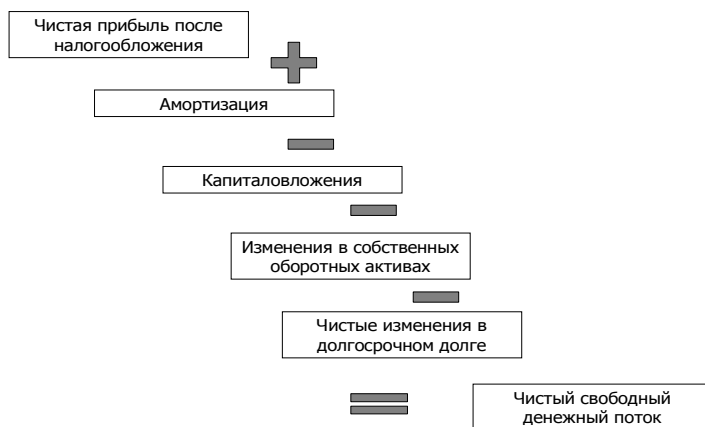 Чистая прибыль после
налогообложения
Амортизация
Капиталовложения
Изменения в собственных
оборотных активах
Чистые изменения в
долгосрочном долге
Чистый свободный
денежный поток